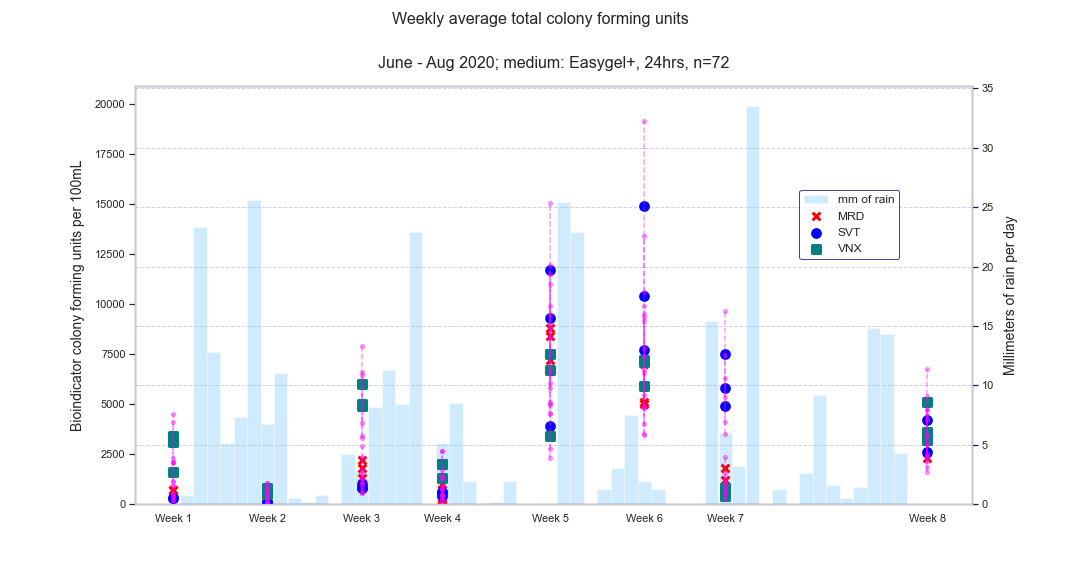 Weekly average total colony forming units
June - Aug 2020; medium: Easygel+, 24hrs, n=72
Bioindicator colony forming units per 100mL
20000
17500
15000
12500
10000
7500
5000
2500
0
35
30
25
20
15
10
5
0
Millimeters of rain per day
mm of rain
MRD
SVT
VNX
Week 1 Week 2 Week 3 Week 4 Week 5 Week 6 Week 7 Week 8